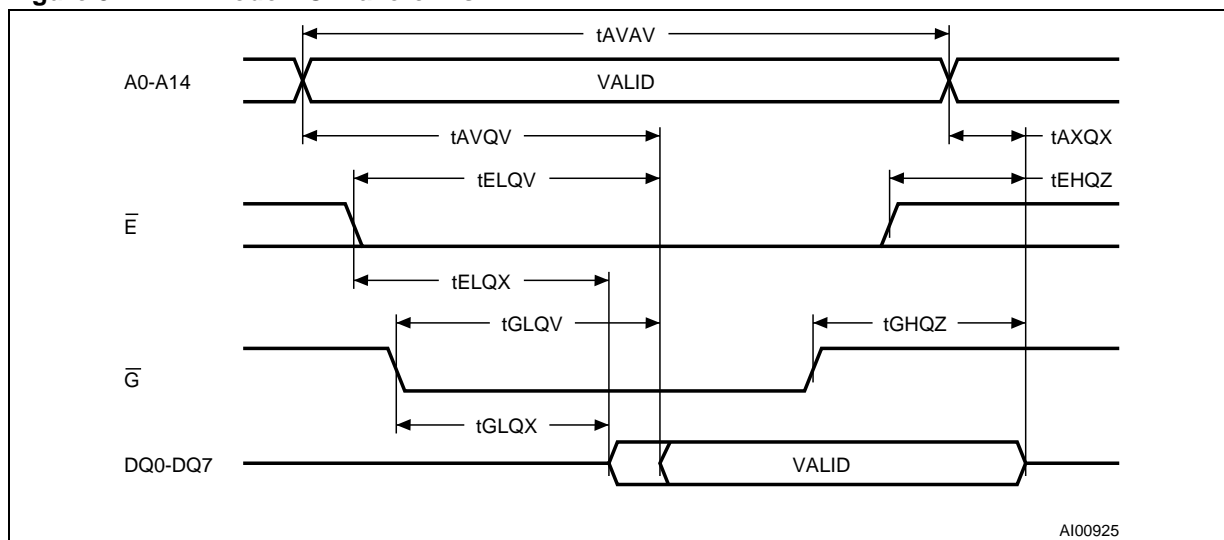 tAVAV
A0-A14
VALID
tAVQV
tAXQX
tELQV
tEHQZ
E
tELQX
tGLQV
tGHQZ
G
tGLQX
DQ0-DQ7
VALID
AI00925